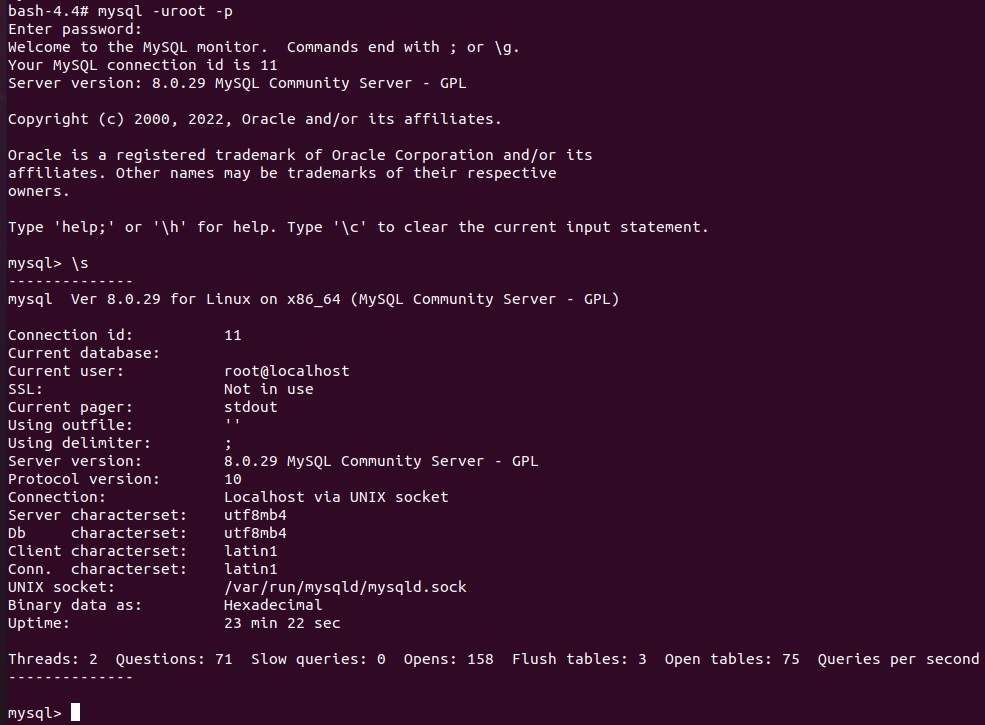 bash-4.4# mysql -uroot -p
Enter password:
Welcome to the MySQL monitor.  Commands end with ; or \g.
Your MySQL connection id is 11
Server version: 8.0.29 MySQL Community Server - GPL
Copyright (c) 2000, 2022, Oracle and/or its affiliates.
Oracle is a registered trademark of Oracle Corporation and/or its
affiliates. Other names may be trademarks of their respective
owners.
Type 'help;' or '\h' for help. Type '\c' to clear the current input statement.
mysql> \s
--------------
mysql  Ver 8.0.29 for Linux on x86_64 (MySQL Community Server - GPL)
Connection id:          11
Current database:
Current user:           root@localhost
SSL:                    Not in use
Current pager:          stdout
Using outfile:          ''
Using delimiter:        ;
Server version:         8.0.29 MySQL Community Server - GPL
Protocol version:       10
Connection:             Localhost via UNIX socket
Server characterset:    utf8mb4
Db     characterset:    utf8mb4
Client characterset:    latin1
Conn.  characterset:    latin1
UNIX socket:            /var/run/mysqld/mysqld.sock
Binary data as:         Hexadecimal
Uptime:                 23 min 22 sec
Threads: 2  Questions: 71  Slow queries: 0  Opens: 158  Flush tables: 3  Open tables: 75  Queries per second
--------------
mysql>